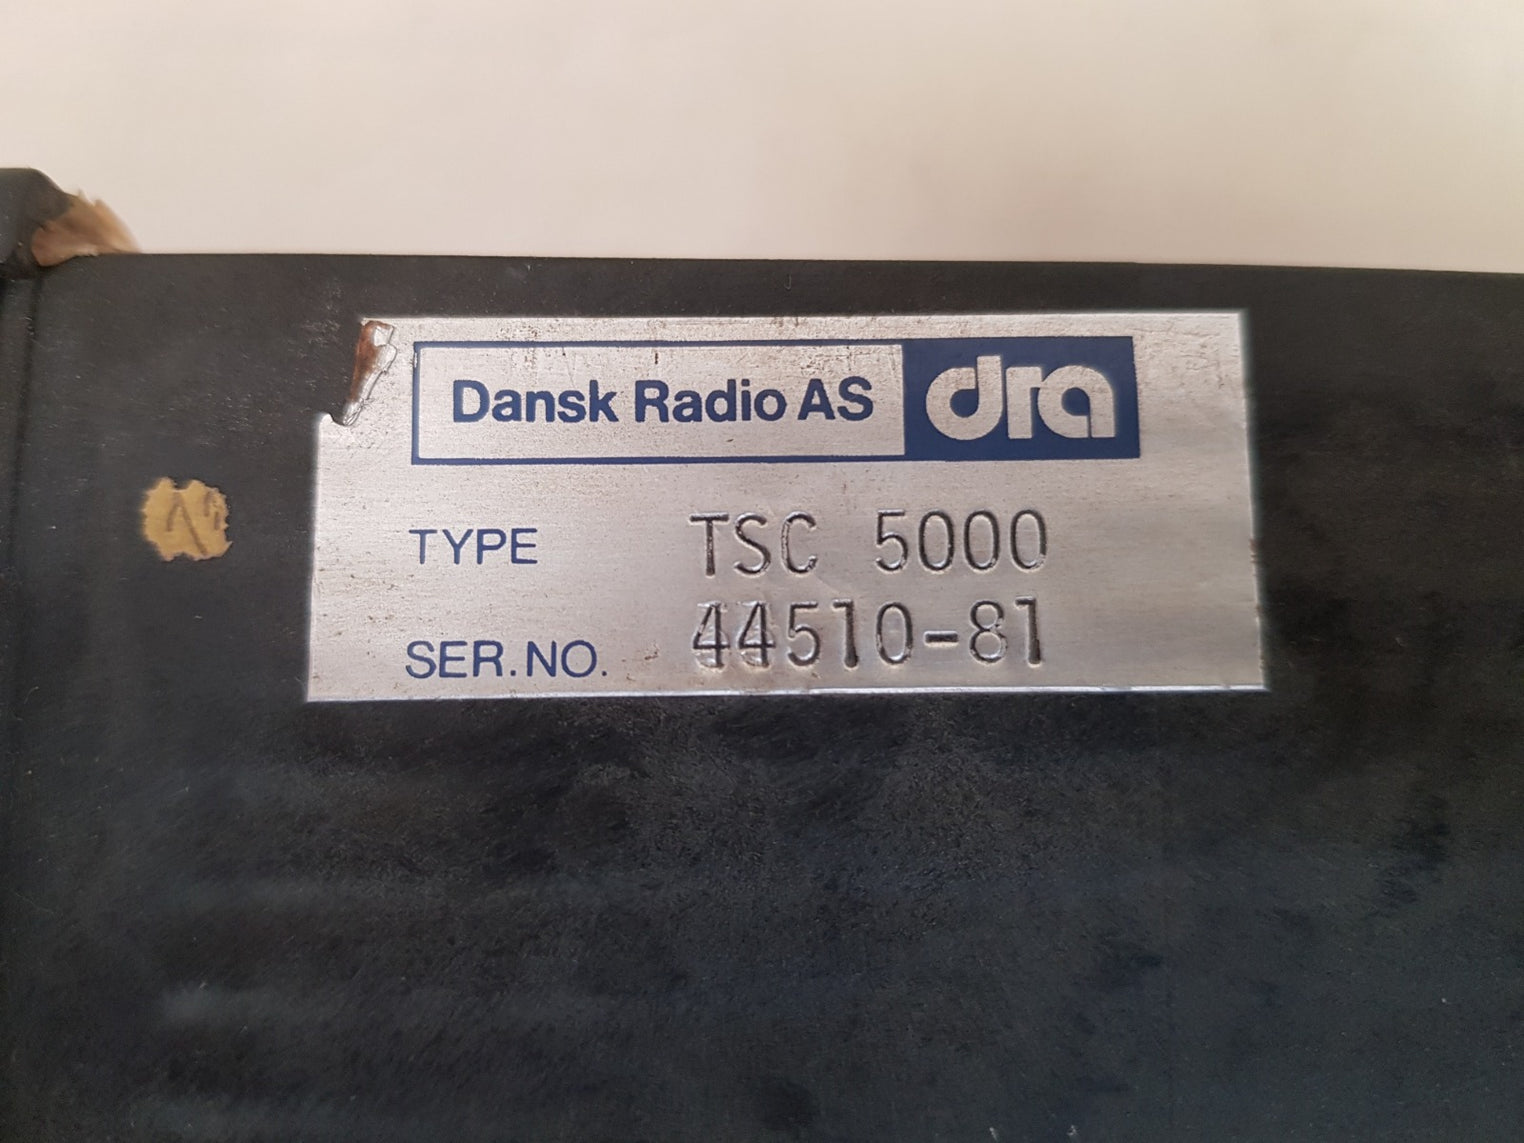 Dansk Radio AS dra
TYPE TSC 5000
SER.NO. 44510-81